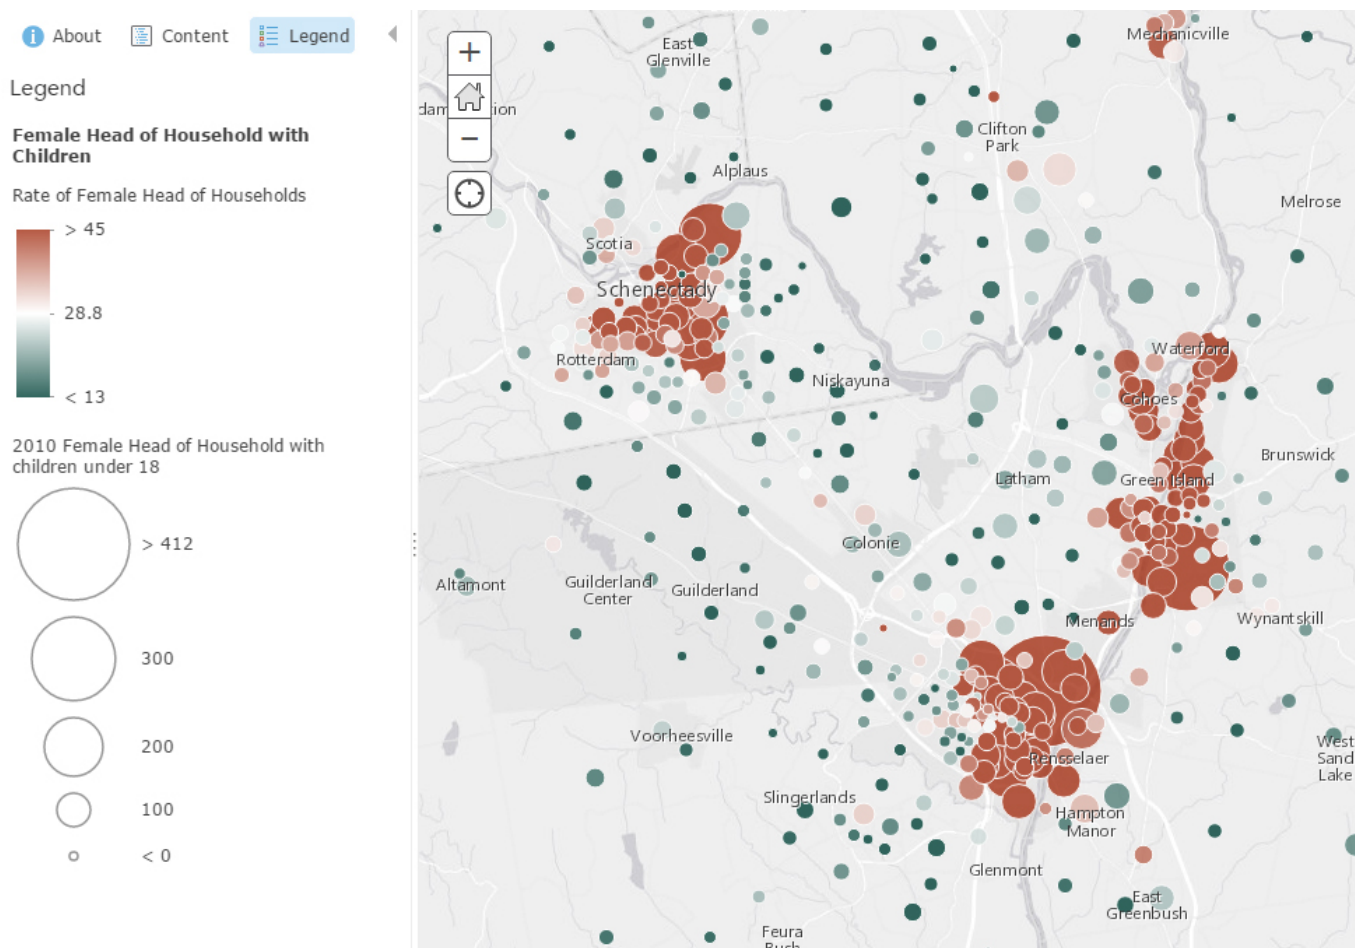 About
Content
Legend
Legend
Female Head of Household with
Children
Rate of Female Head of Households
> 45
28.8
< 13
2010 Female Head of Household with
children under 18
> 412
300
200
100
< 0
Mechanicville
East
Glenville
ion
Clifton
Park
Alplaus
Melrose
Scotia
Schenectady
Waterford
Rotterdam
Niskayuna
Cohoes
Brunswick
Latham
Green Island
Colonie
Altamont
Guilderland
Center
Guilderland
Menands
Wynantskill
Voorheesville
West
Sand
Lake
Rensselaer
Slingerlands
Hampton
Manor
Glenmont
East
Greenbush
Feura